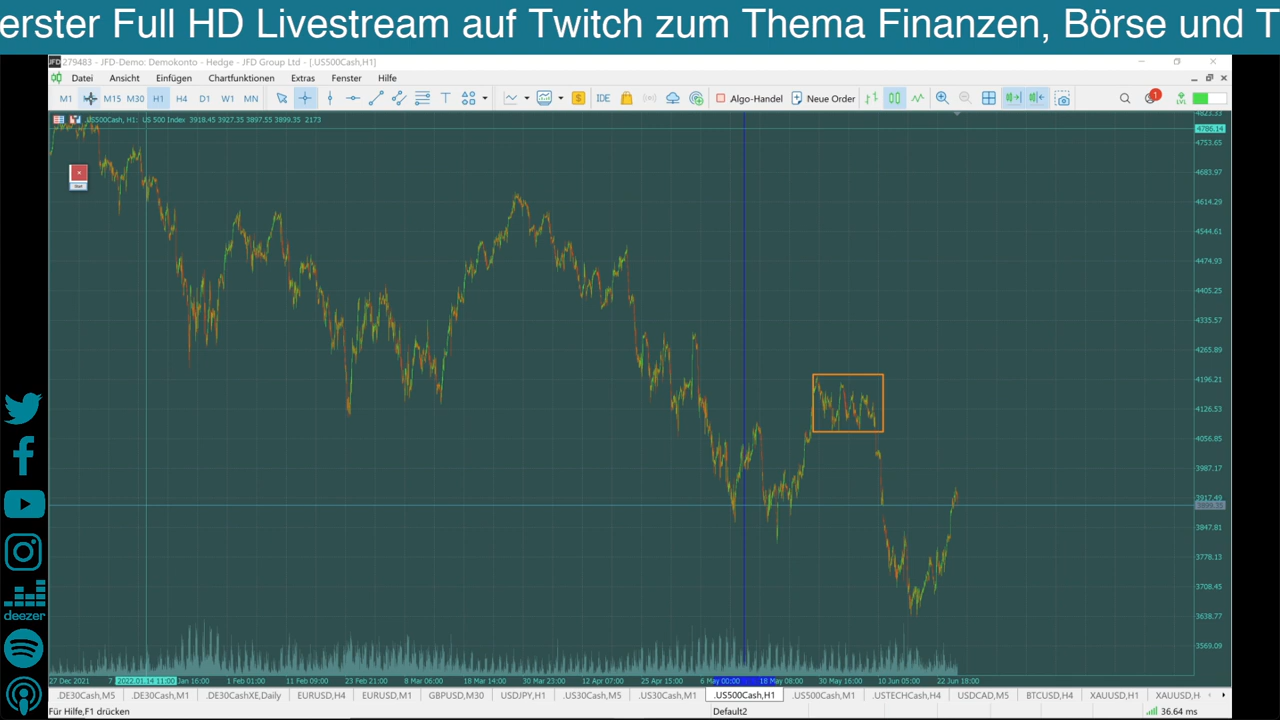 erster Full HD Livestream auf Twitch zum Thema Finanzen, Börse und T
JFD 279483 - JFD-Demo: Demokonto - Hedge - JFD Group Ltd - [.US500Cash,H1]
Datei Ansicht Einfügen Chartfunktionen Extras Fenster Hilfe
M1 M15 M30 H1 H4 D1 W1 MN T IDE Algo-Handel Neue Order 1 LVL
US500Cash, H1: US 500 Index 3918.45 3927.35 3897.55 3899.35 2173
4823.33
4786.14
4753.65
4683.97
4614.29
4544.61
4474.93
4405.25
4335.57
4265.89
4196.21
4126.53
4056.85
3987.17
3917.49
3899.35
3847.81
3778.13
3708.45
3638.77
3569.09
deezer
27 Dec 2021 7 2022.01.14 11:00 Jan 16:00 1 Feb 01:00 11 Feb 09:00 23 Feb 21:00 8 Mar 06:00 18 Mar 14:00 30 Mar 23:00 12 Apr 07:00 25 Apr 15:00 6 May 00:00 18 May 08:00 30 May 16:00 10 Jun 05:00 22 Jun 18:00
.DE30Cash,M5 .DE30Cash,M1 .DE30CashXE,Daily EURUSD,H4 EURUSD,M1 GBPUSD,M30 USDJPY,H1 .US30Cash,M5 .US30Cash,M1 .US500Cash,H1 .US500Cash,M1 .USTECHCash,H4 USDCAD,M5 BTCUSD,H4 XAUUSD,H1 XAUUSD,H
Für Hilfe,F1 drücken Default2 36.64 ms